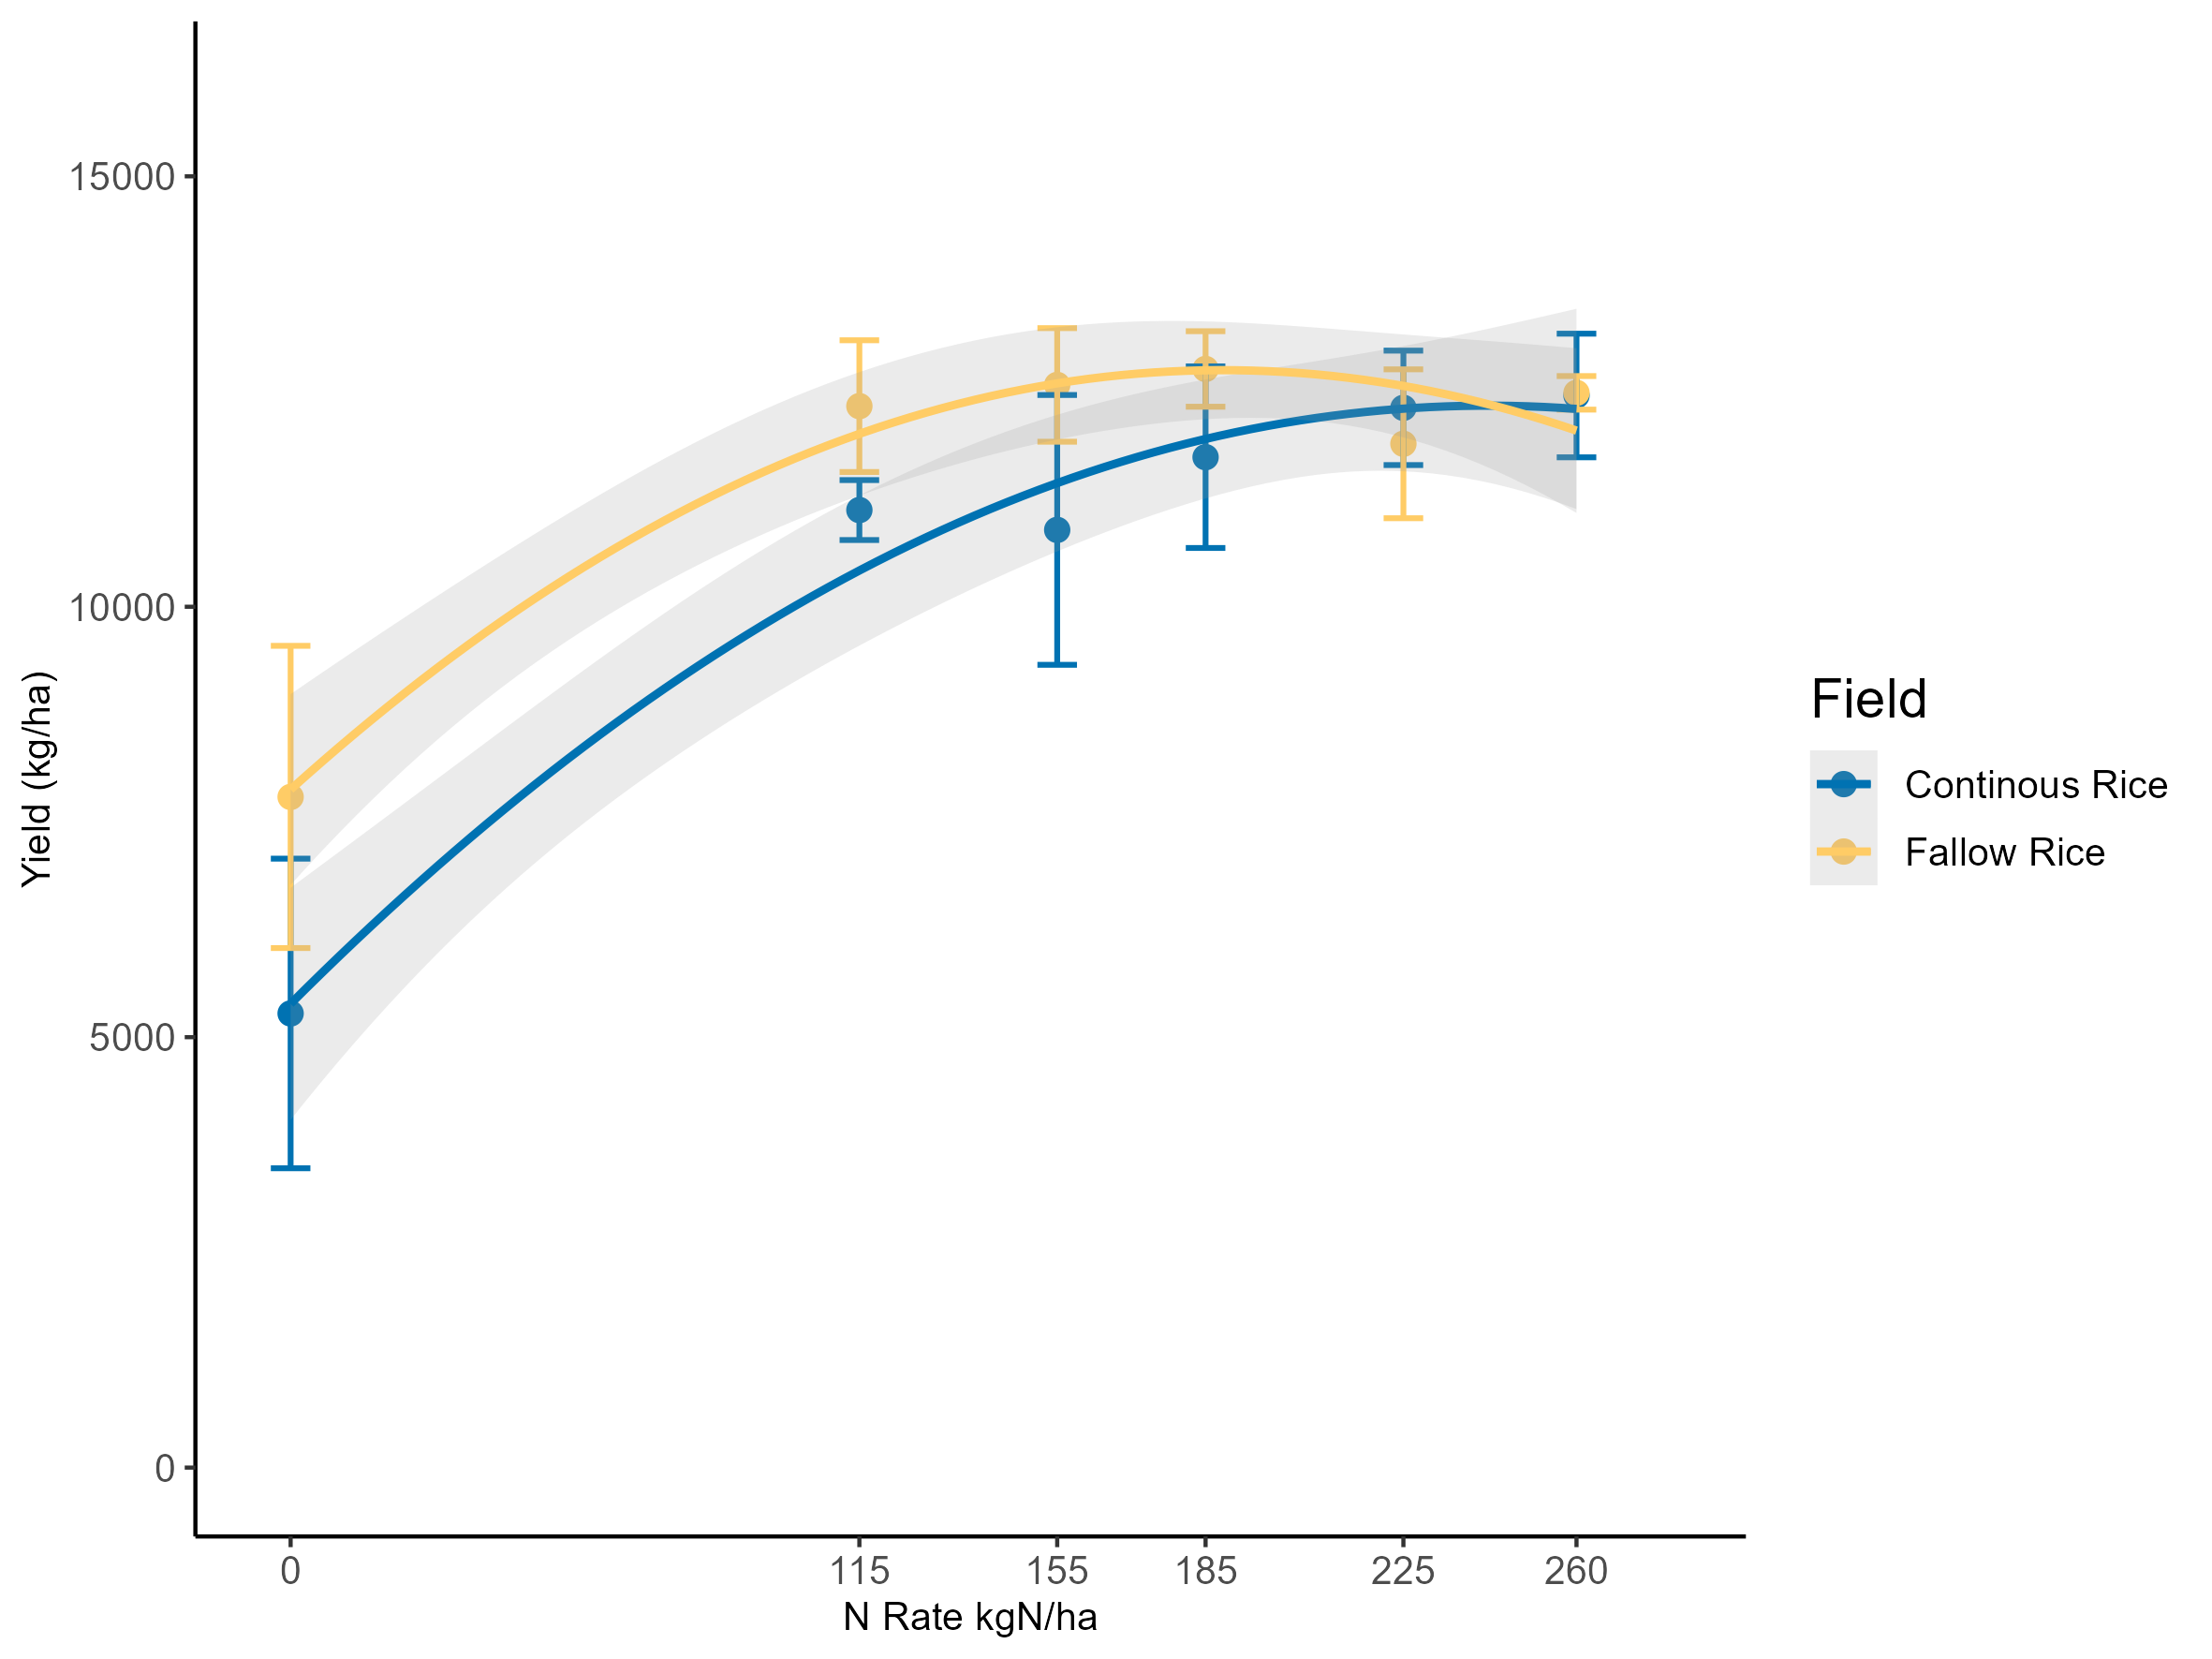 15000
10000
5000
0
Yield (kg/ha)
0 115 155 185 225 260
N Rate kgN/ha
Field
Continous Rice
Fallow Rice